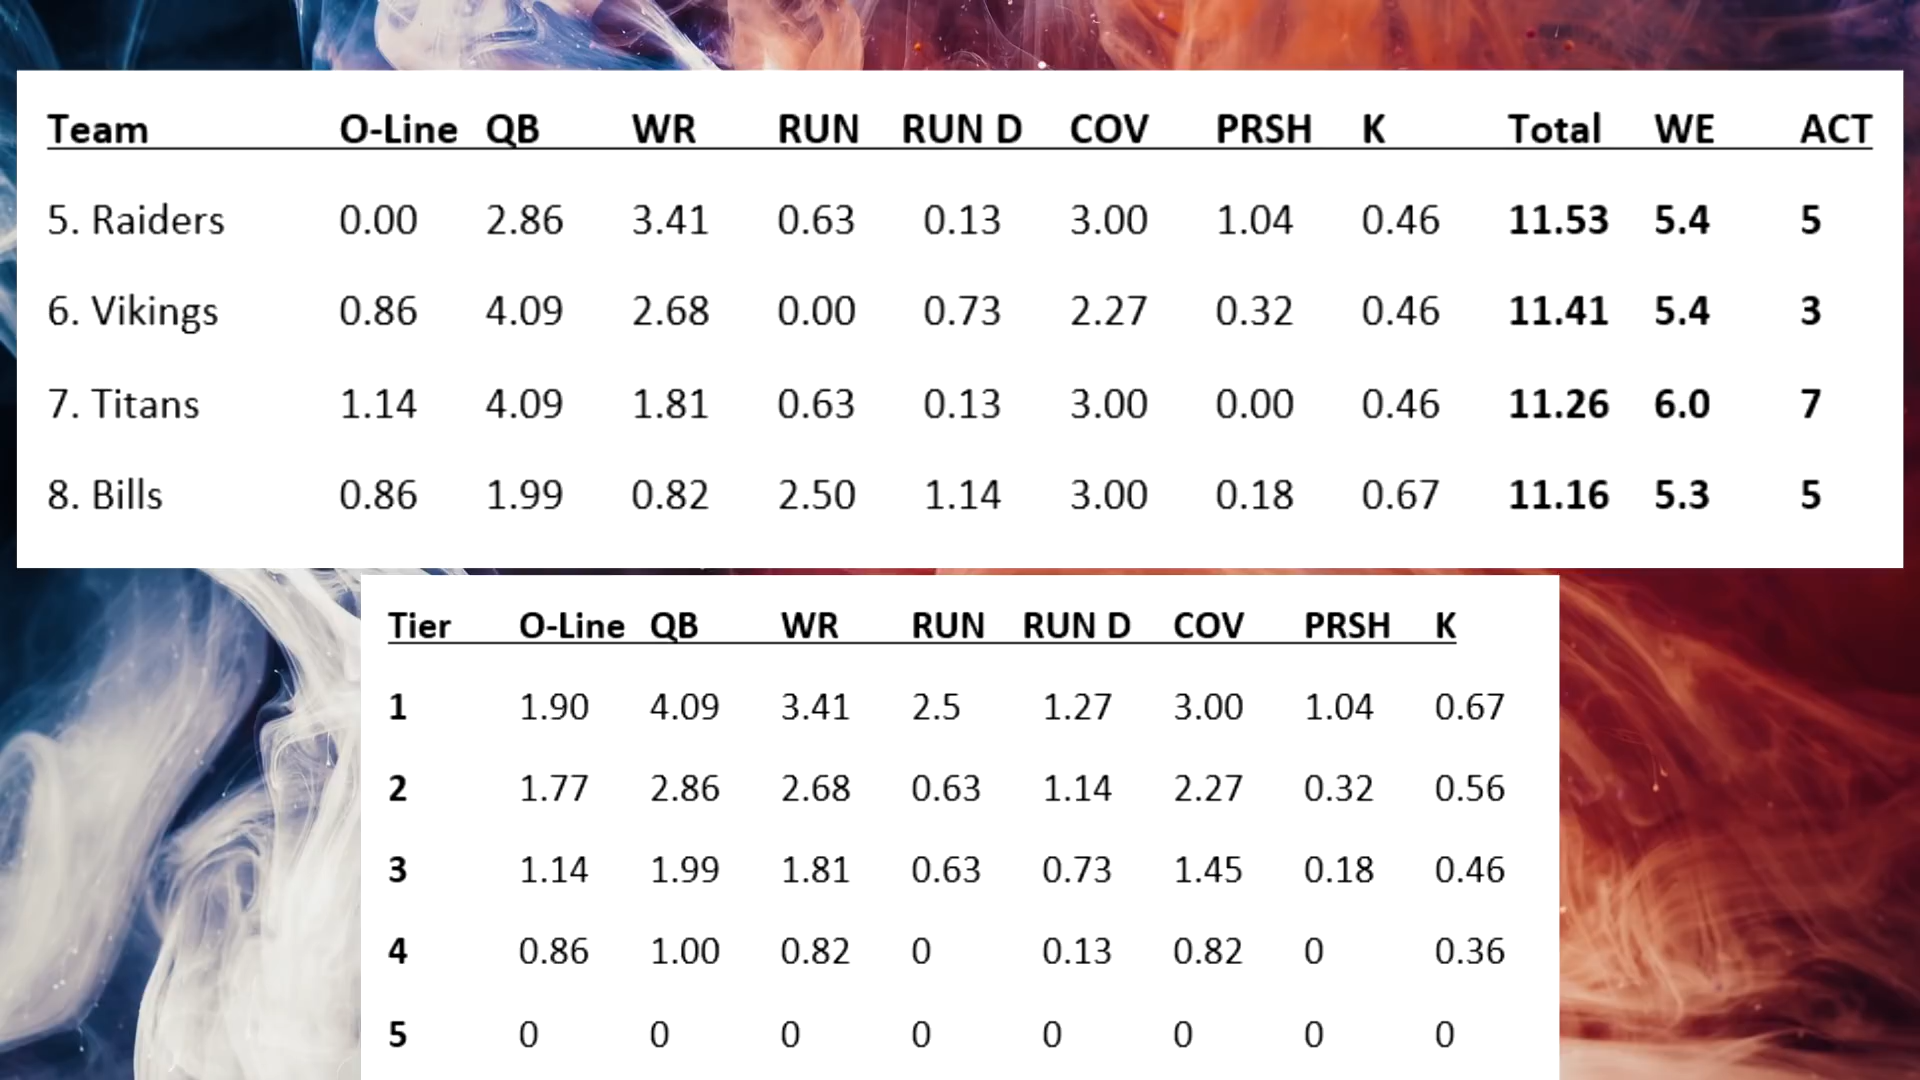 Team O-Line QB WR RUN RUN D COV PRSH K Total WE ACT
5. Raiders 0.00 2.86 3.41 0.63 0.13 3.00 1.04 0.46 11.53 5.4 5
6. Vikings 0.86 4.09 2.68 0.00 0.73 2.27 0.32 0.46 11.41 5.4 3
7. Titans 1.14 4.09 1.81 0.63 0.13 3.00 0.00 0.46 11.26 6.0 7
8. Bills 0.86 1.99 0.82 2.50 1.14 3.00 0.18 0.67 11.16 5.3 5
Tier O-Line QB WR RUN RUN D COV PRSH K
1 1.90 4.09 3.41 2.5 1.27 3.00 1.04 0.67
2 1.77 2.86 2.68 0.63 1.14 2.27 0.32 0.56
3 1.14 1.99 1.81 0.63 0.73 1.45 0.18 0.46
4 0.86 1.00 0.82 0 0.13 0.82 0 0.36
5 0 0 0 0 0 0 0 0